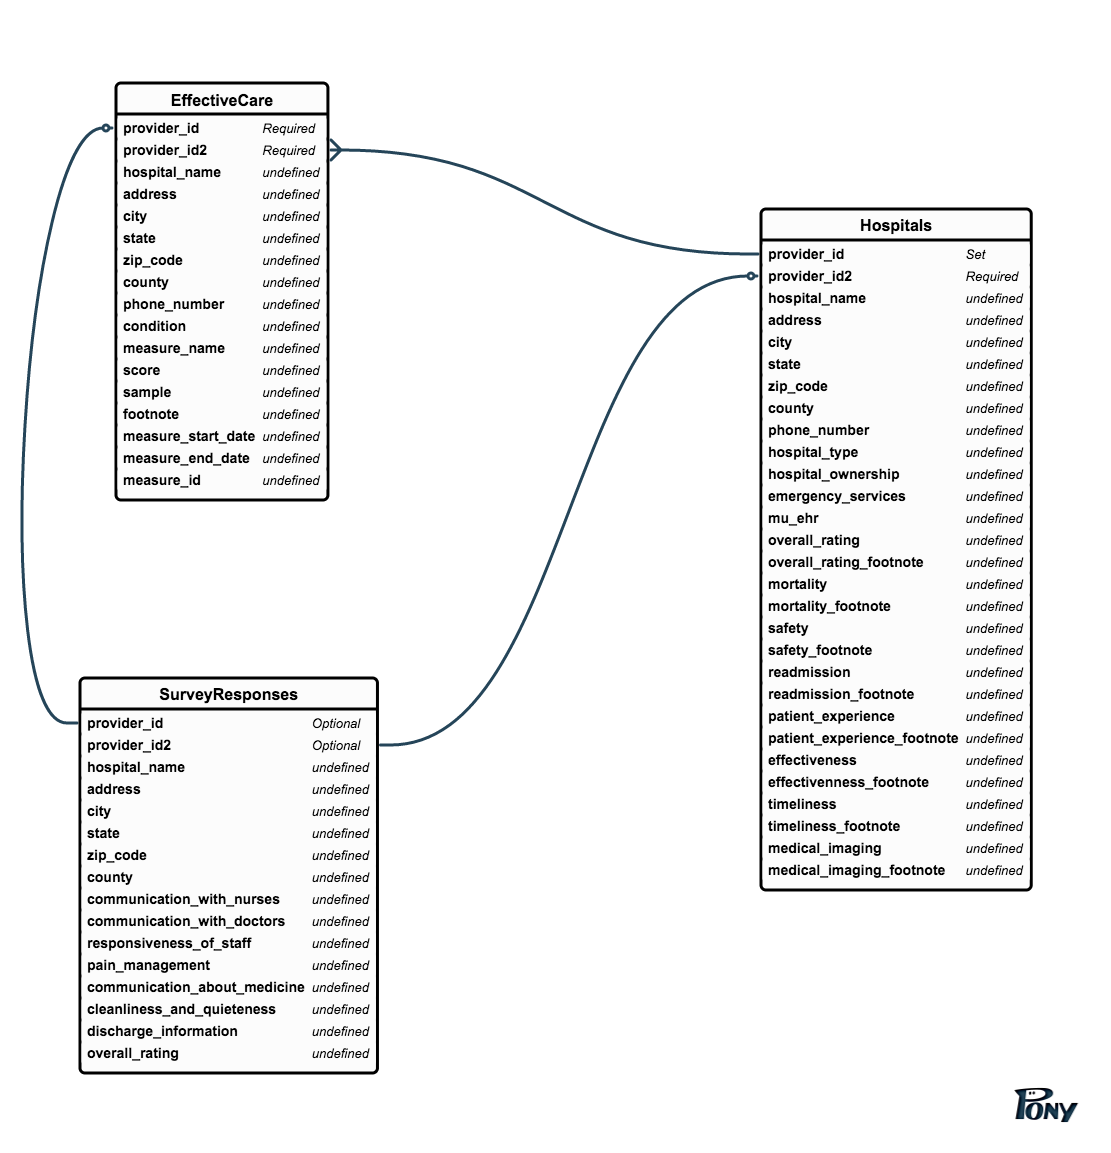 EffectiveCare
provider_id Required
provider_id2 Required
hospital_name undefined
address undefined
city undefined
state undefined
zip_code undefined
county undefined
phone_number undefined
condition undefined
measure_name undefined
score undefined
sample undefined
footnote undefined
measure_start_date undefined
measure_end_date undefined
measure_id undefined
Hospitals
provider_id Set
provider_id2 Required
hospital_name undefined
address undefined
city undefined
state undefined
zip_code undefined
county undefined
phone_number undefined
hospital_type undefined
hospital_ownership undefined
emergency_services undefined
mu_ehr undefined
overall_rating undefined
overall_rating_footnote undefined
mortality undefined
mortality_footnote undefined
safety undefined
safety_footnote undefined
readmission undefined
readmission_footnote undefined
patient_experience undefined
patient_experience_footnote undefined
effectiveness undefined
effectivenness_footnote undefined
timeliness undefined
timeliness_footnote undefined
medical_imaging undefined
medical_imaging_footnote undefined
SurveyResponses
provider_id Optional
provider_id2 Optional
hospital_name undefined
address undefined
city undefined
state undefined
zip_code undefined
county undefined
communication_with_nurses undefined
communication_with_doctors undefined
responsiveness_of_staff undefined
pain_management undefined
communication_about_medicine undefined
cleanliness_and_quieteness undefined
discharge_information undefined
overall_rating undefined
PONY